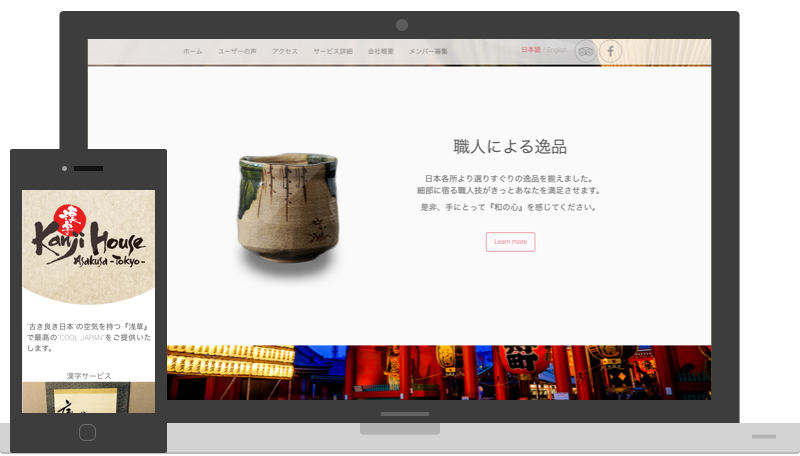 ホーム ユーザーの声 アクセス サービス詳細 会社概要 メンバー募集 日本語 / English
職人による逸品
日本各所より選りすぐりの逸品を揃えました。
細部に宿る職人技がきっとあなたを満足させます。
是非、手にとって『和の心』を感じてください。
Learn more
Kanji House
Asakusa -Tokyo-
"古き良き日本"の空気を持つ『浅草』
で最高の"COOL JAPAN"をご提供いた
します。
漢字サービス